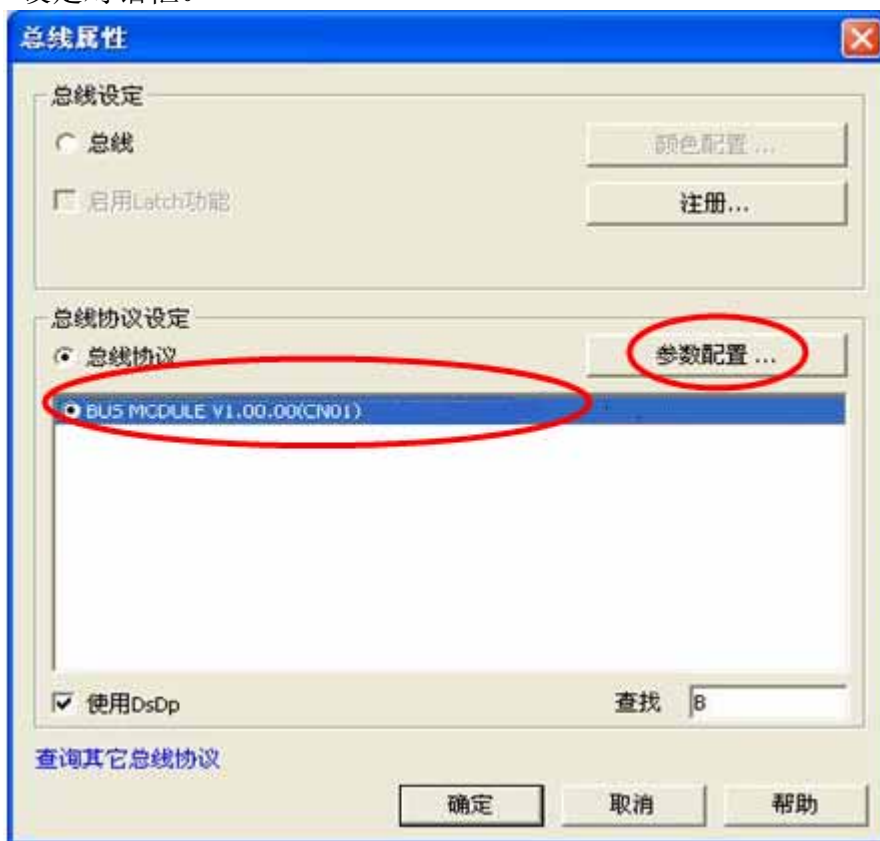 设定对话框。
总线属性
总线设定
总线
颜色配置 ...
启用Latch功能
注册...
总线协议设定
总线协议
参数配置 ...
BUS MODULE V1.00.00(CN01)
使用DsDp
查找 B
查询其它总线协议
确定 取消 帮助